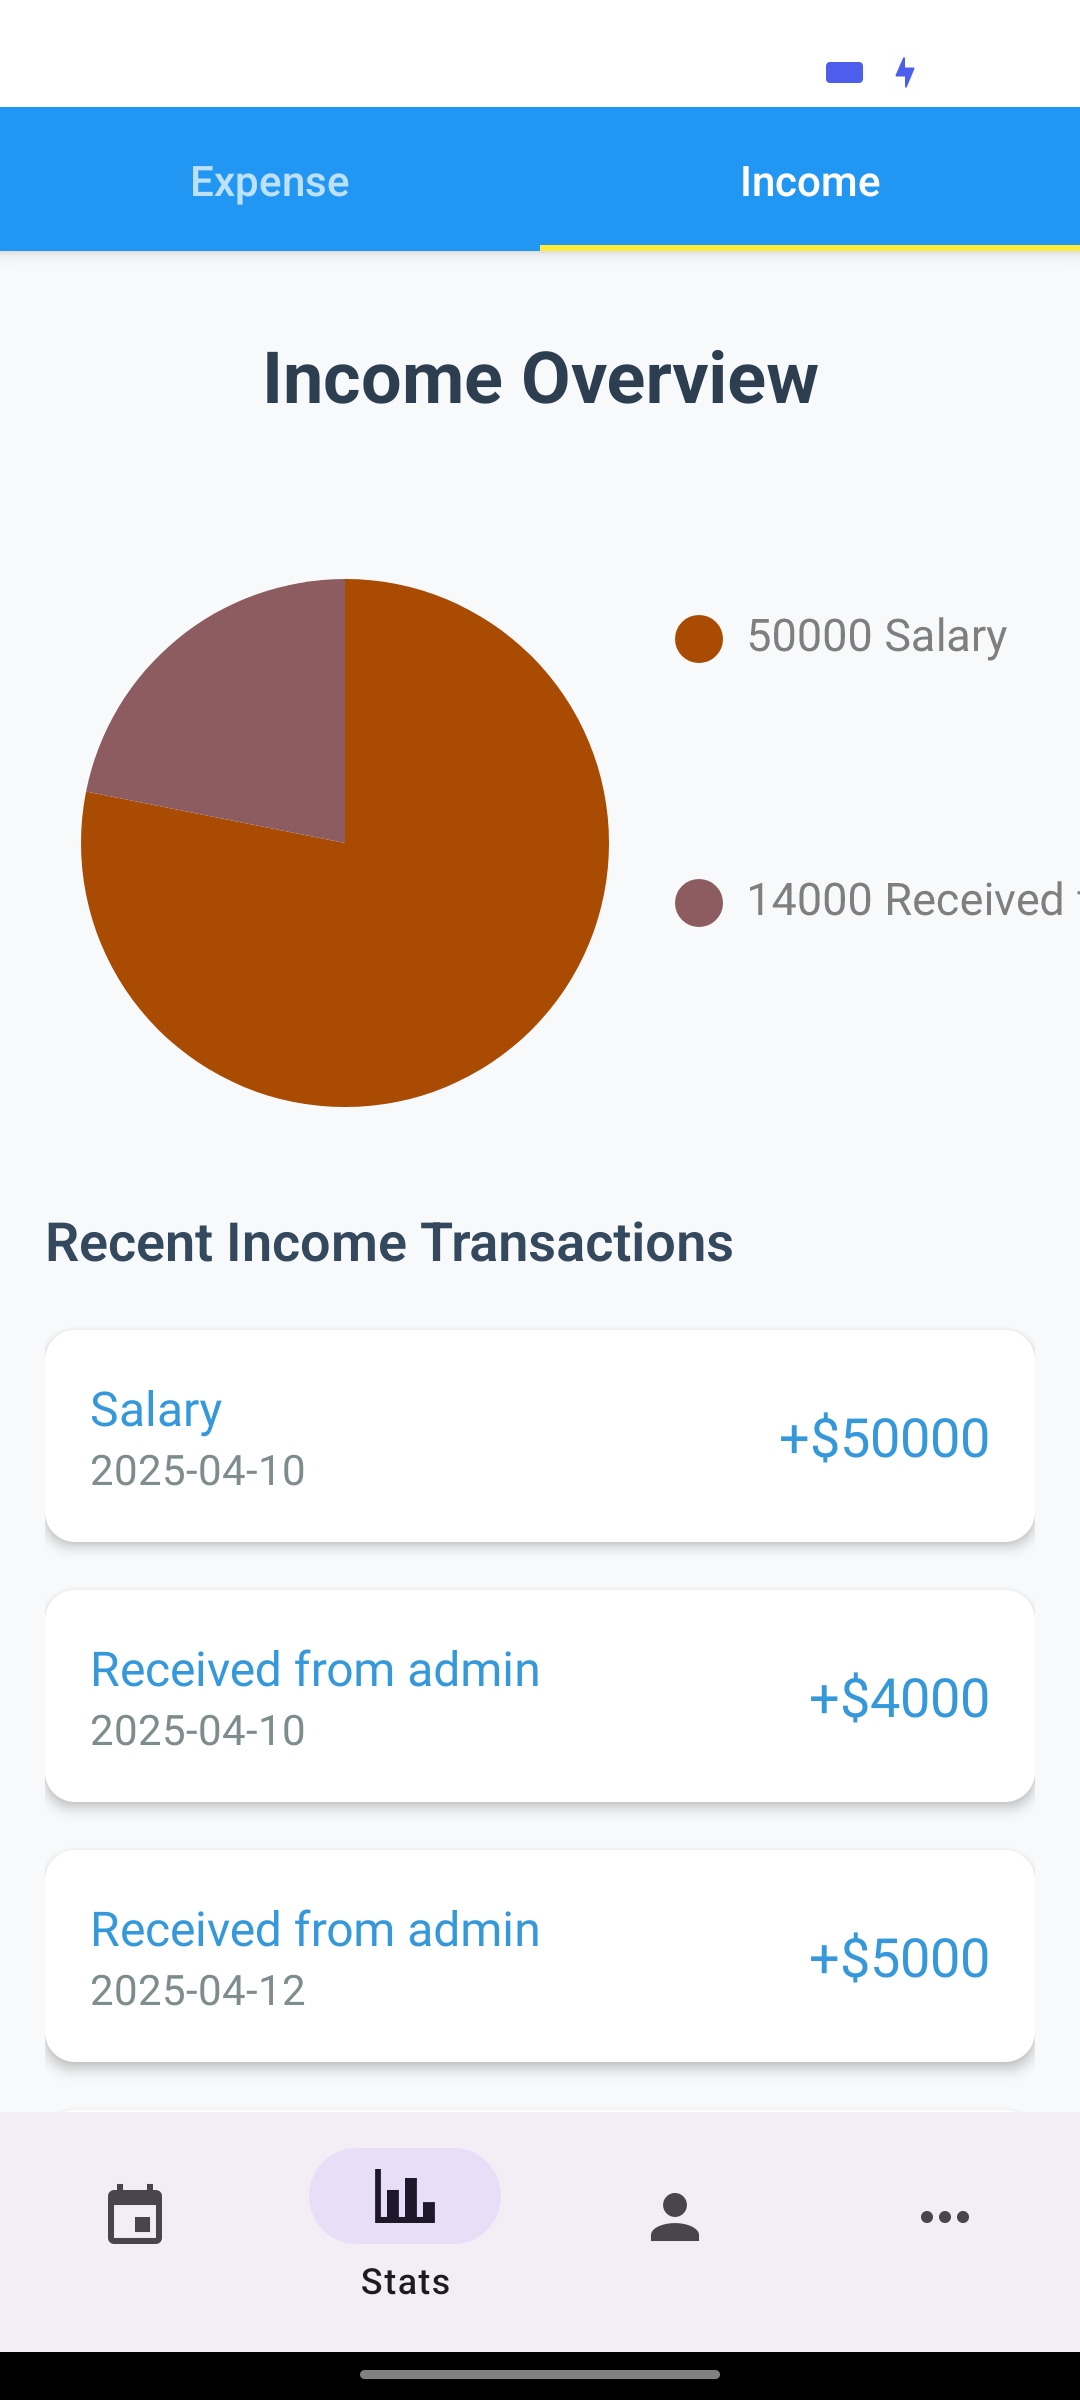 Expense
Income
Income Overview
50000 Salary
14000 Received
Recent Income Transactions
Salary
2025-04-10
+$50000
Received from admin
2025-04-10
+$4000
Received from admin
2025-04-12
+$5000
Stats